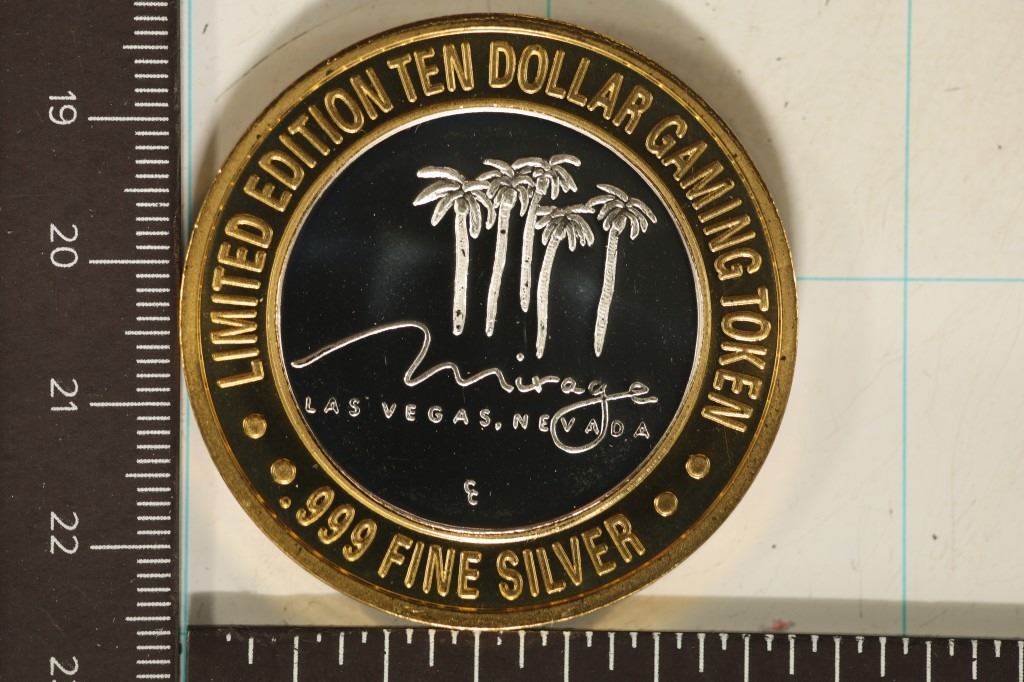 LIMITED EDITION TEN DOLLAR GAMING TOKEN
mirage
LAS VEGAS, NEVADA
.999 FINE SILVER
19
20
21
22